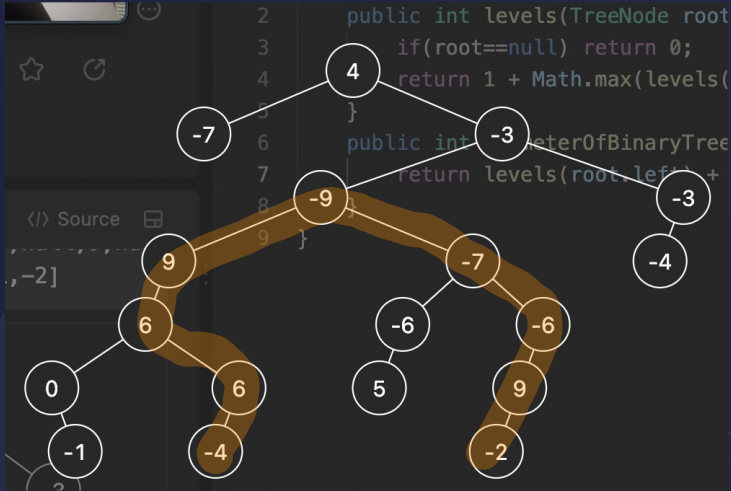 2 public int levels(TreeNode root
3 if(root==null) return 0;
4 return 1 + Math.max(levels(
5 }
6 public int eterOfBinaryTree
7 return levels(root.left) +
8 }
9 }
4
-7 -3
-9 -3
</> Source
9 -7 -4
,-2]
6 -6 -6
0 6 5 9
-1 -4 -2